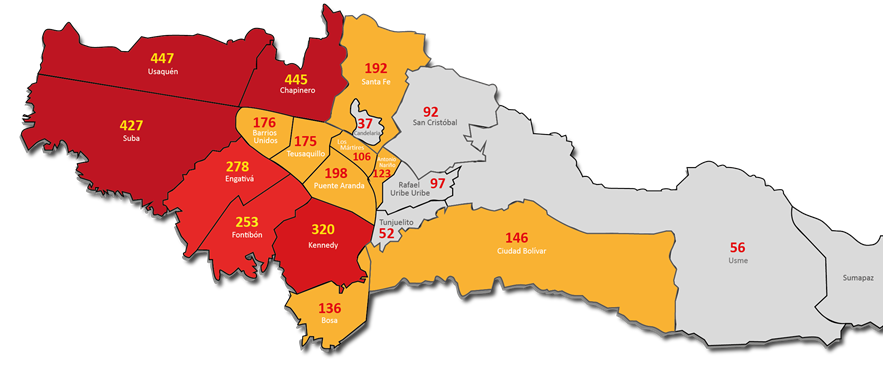 447
Usaquén
445
Chapinero
192
Santa Fe
427
Suba
176
Barrios
Unidos
175
Teusaquillo
37
Candelaria
92
San Cristóbal
Los
Mártires
106
Antonio
Nariño
123
278
Engativá
198
Puente Aranda
Rafael
Uribe Uribe
97
253
Fontibón
320
Kennedy
Tunjuelito
52
146
Ciudad Bolívar
56
Usme
Sumapaz
136
Bosa